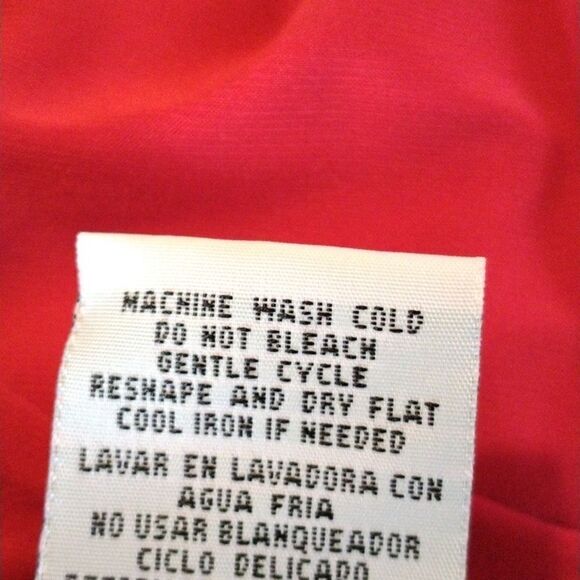 MACHINE WASH COLD
DO NOT BLEACH
GENTLE CYCLE
RESHAPE AND DRY FLAT
COOL IRON IF NEEDED
LAVAR EN LAVADORA CON
AGUA FRIA
NO USAR BLANQUEADOR
CICLO DELICADO